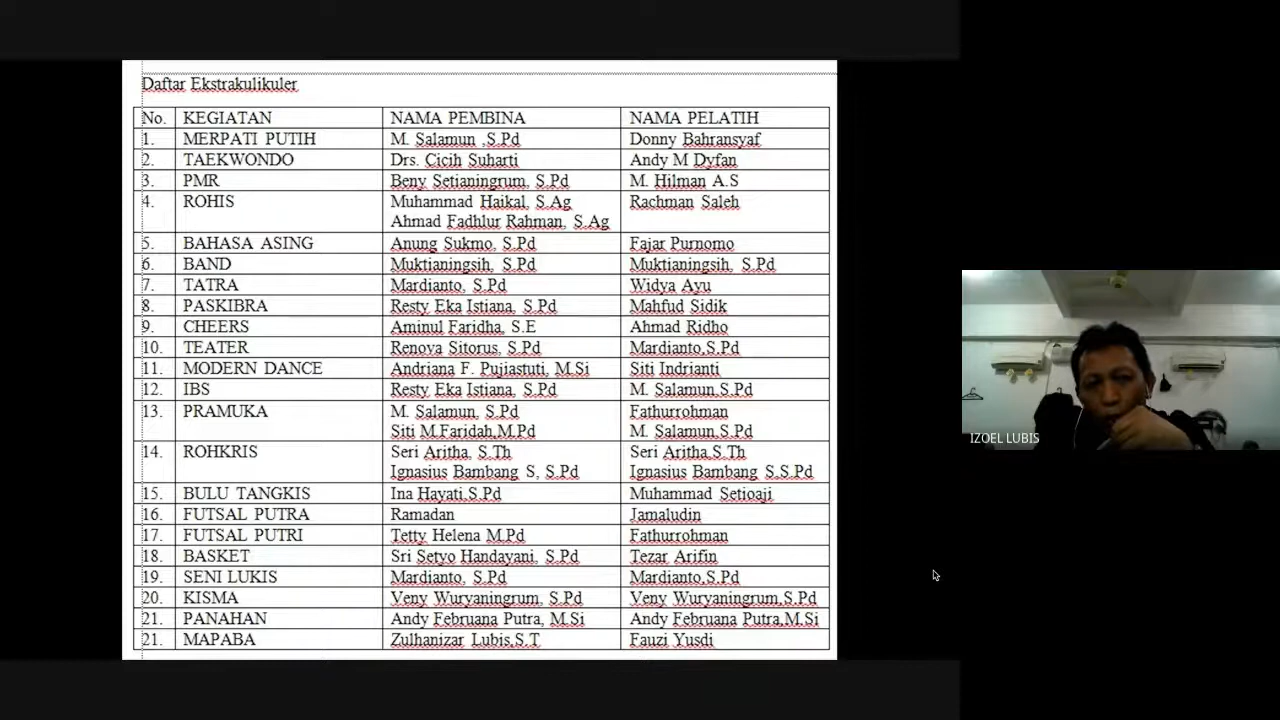 Daftar Ekstrakulikuler
No. KEGIATAN NAMA PEMBINA NAMA PELATIH
1. MERPATI PUTIH M. Salamun ,S.Pd Donny Bahransyaf
2. TAEKWONDO Drs. Cicih Suharti Andy M Dyfan
3. PMR Beny Setianingrum, S.Pd M. Hilman A.S
4. ROHIS Muhammad Haikal, S.Ag Rachman Saleh
Ahmad Fadhlur Rahman, S.Ag
5. BAHASA ASING Anung Sukmo, S.Pd Fajar Purnomo
6. BAND Muktianingsih, S.Pd Muktianingsih, S.Pd
7. TATRA Mardianto, S.Pd Widya Ayu
8. PASKIBRA Resty Eka Istiana, S.Pd Mahfud Sidik
9. CHEERS Aminul Faridha, S.E Ahmad Ridho
10. TEATER Renova Sitorus, S.Pd Mardianto,S.Pd
11. MODERN DANCE Andriana F. Pujiastuti, M.Si Siti Indrianti
12. IBS Resty Eka Istiana, S.Pd M. Salamun,S.Pd
13. PRAMUKA M. Salamun, S.Pd Fathurrohman
Siti M.Faridah,M.Pd M. Salamun,S.Pd
14. ROHKRIS Seri Aritha, S.Th Seri Aritha,S.Th
Ignasius Bambang S, S.Pd Ignasius Bambang S.S.Pd
15. BULU TANGKIS Ina Hayati,S.Pd Muhammad Setioaji
16. FUTSAL PUTRA Ramadan Jamaludin
17. FUTSAL PUTRI Tetty Helena M.Pd Fathurrohman
18. BASKET Sri Setyo Handayani, S.Pd Tezar Arifin
19. SENI LUKIS Mardianto, S.Pd Mardianto,S.Pd
20. KISMA Veny Wuryaningrum, S.Pd Veny Wuryaningrum,S.Pd
21. PANAHAN Andy Februana Putra, M.Si Andy Februana Putra,M.Si
21. MAPABA Zulhanizar Lubis,S.T Fauzi Yusdi
IZOEL LUBIS